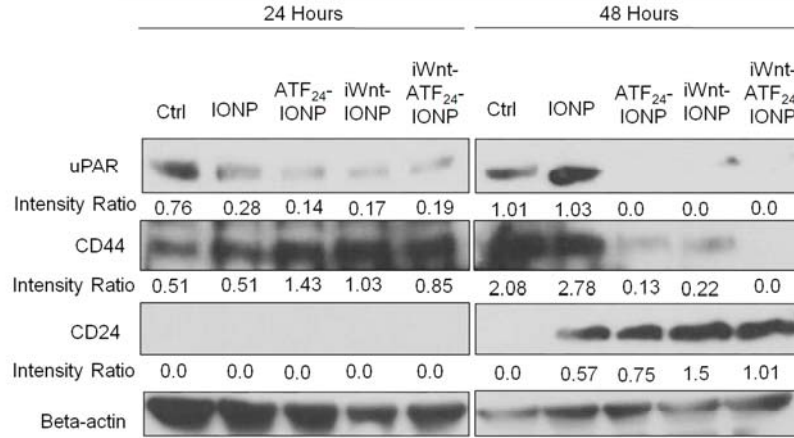 24 Hours 48 Hours
Ctrl IONP ATF24-IONP iWnt-IONP iWnt-ATF24-IONP Ctrl IONP ATF24-IONP iWnt-IONP iWnt-ATF24-IONP
uPAR
Intensity Ratio 0.76 0.28 0.14 0.17 0.19 1.01 1.03 0.0 0.0 0.0
CD44
Intensity Ratio 0.51 0.51 1.43 1.03 0.85 2.08 2.78 0.13 0.22 0.0
CD24
Intensity Ratio 0.0 0.0 0.0 0.0 0.0 0.0 0.57 0.75 1.5 1.01
Beta-actin